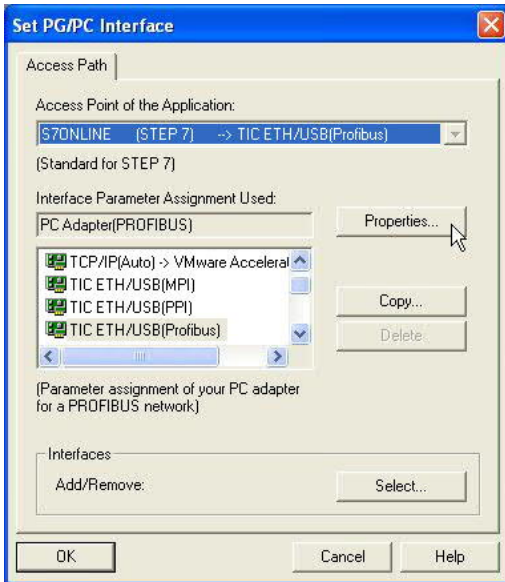 Set PG/PC Interface
Access Path
Access Point of the Application:
S7ONLINE (STEP 7) --> TIC ETH/USB(Profibus)
(Standard for STEP 7)
Interface Parameter Assignment Used:
PC Adapter(PROFIBUS)
Properties...
TCP/IP(Auto) -> VMware Accelerat
TIC ETH/USB(MPI)
TIC ETH/USB(PPI)
TIC ETH/USB(Profibus)
Copy...
Delete
(Parameter assignment of your PC adapter
for a PROFIBUS network)
Interfaces
Add/Remove:
Select...
OK
Cancel
Help